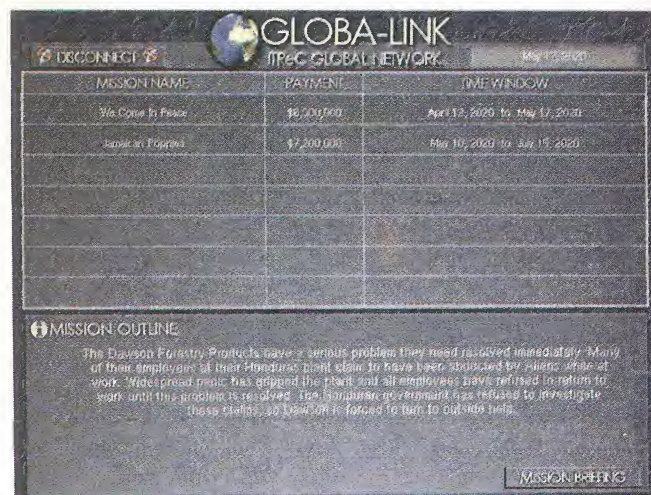 GLOBA-LINK
DISCONNECT
ITReC GLOBAL NETWORK
May 12, 2020
MISSION NAME PAYMENT TIME WINDOW
We Come In Peace April 12, 2020 to May 17, 2020
Jamaican Poppies $7,200,000 May 10, 2020 to July 15, 2020
MISSION OUTLINE
The Dawson Forestry Products have a serious problem they need resolved immediately. Many
of their employees at their Honduras plant claim to have been abducted by Aliens while at
work. Widespread panic has gripped the plant and all employees have refused to return to
work until this problem is resolved. The Honduran government has refused to investigate
these claims, so Dawson is forced to turn to outside help.
MISSION BRIEFING